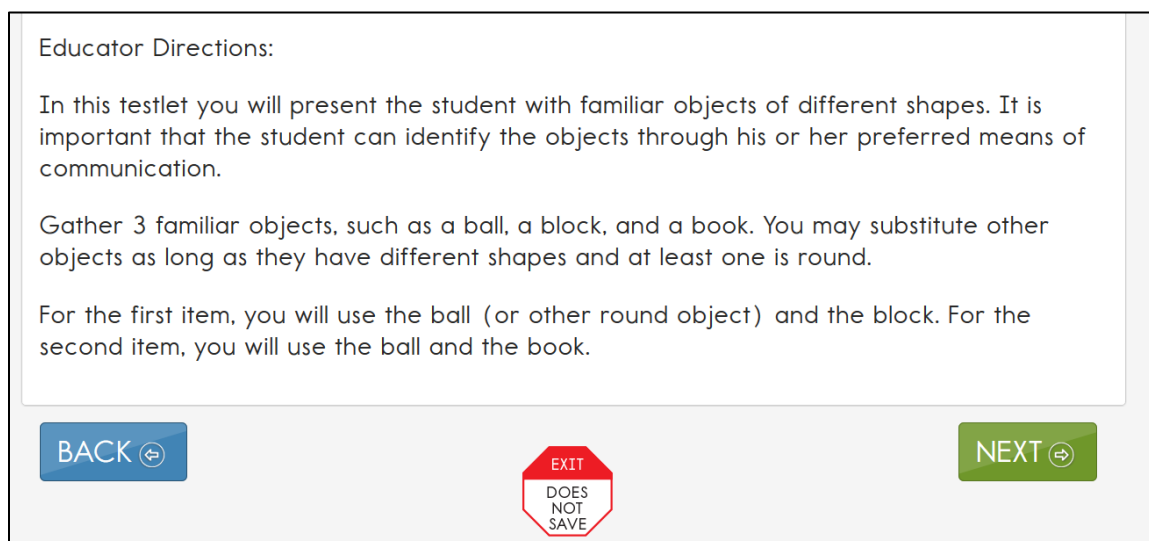 Educator Directions:
In this testlet you will present the student with familiar objects of different shapes. It is
important that the student can identify the objects through his or her preferred means of
communication.
Gather 3 familiar objects, such as a ball, a block, and a book. You may substitute other
objects as long as they have different shapes and at least one is round.
For the first item, you will use the ball (or other round object) and the block. For the
second item, you will use the ball and the book.
BACK
EXIT
DOES
NOT
SAVE
NEXT